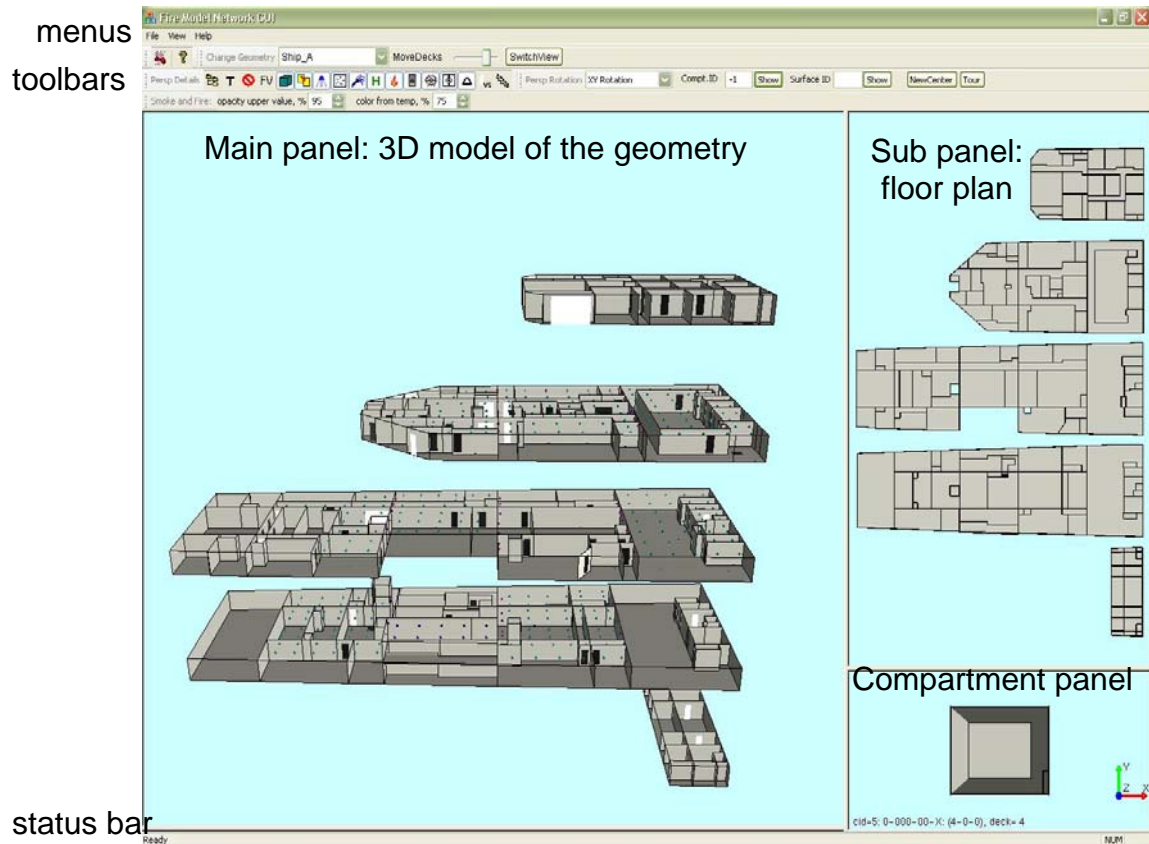 Fire Model Network GUI
menus
File View Help
Change Geometry Ship_A MoveDecks SwitchView
toolbars
Persp Details T FV H vs Persp Rotation XY Rotation Compt.ID -1 Show Surface ID Show NewCenter Tour
Smoke and Fire: opacity upper value, % 95 color from temp, % 75
Main panel: 3D model of the geometry
Sub panel:
floor plan
Compartment panel
Y
Z X
cid=5: 0-000-00-X: (4-0-0), deck= 4
status bar
Ready NUM